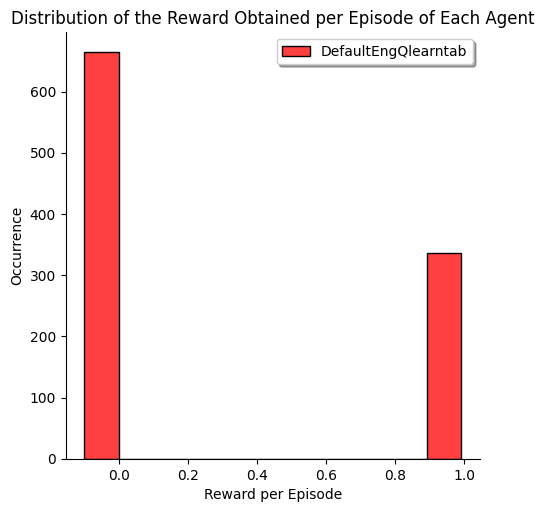 Distribution of the Reward Obtained per Episode of Each Agent
DefaultEngQlearntab
600
500
400
300
200
100
0
Occurrence
0.0 0.2 0.4 0.6 0.8 1.0
Reward per Episode